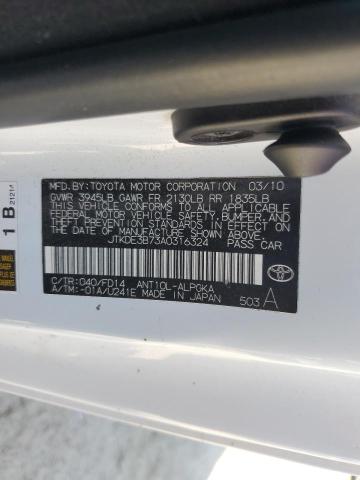 MFD.BY:TOYOTA MOTOR CORPORATION 03/10
GVWR 3945LB GAWR FR 2130LB RR 1835LB
THIS VEHICLE CONFORMS TO ALL APPLICABLE
FEDERAL MOTOR VEHICLE SAFETY, BUMPER, AND
THEFT PREVENTION STANDARDS IN EFFECT ON
THE DATE OF MANUFACTURE SHOWN ABOVE.
JTKDE3B73A0316324 PASS.CAR
C/TR:040/FD14 ANT10L-ALPGKA
A/TM:-01A/U241E MADE IN JAPAN
503 A
1 B